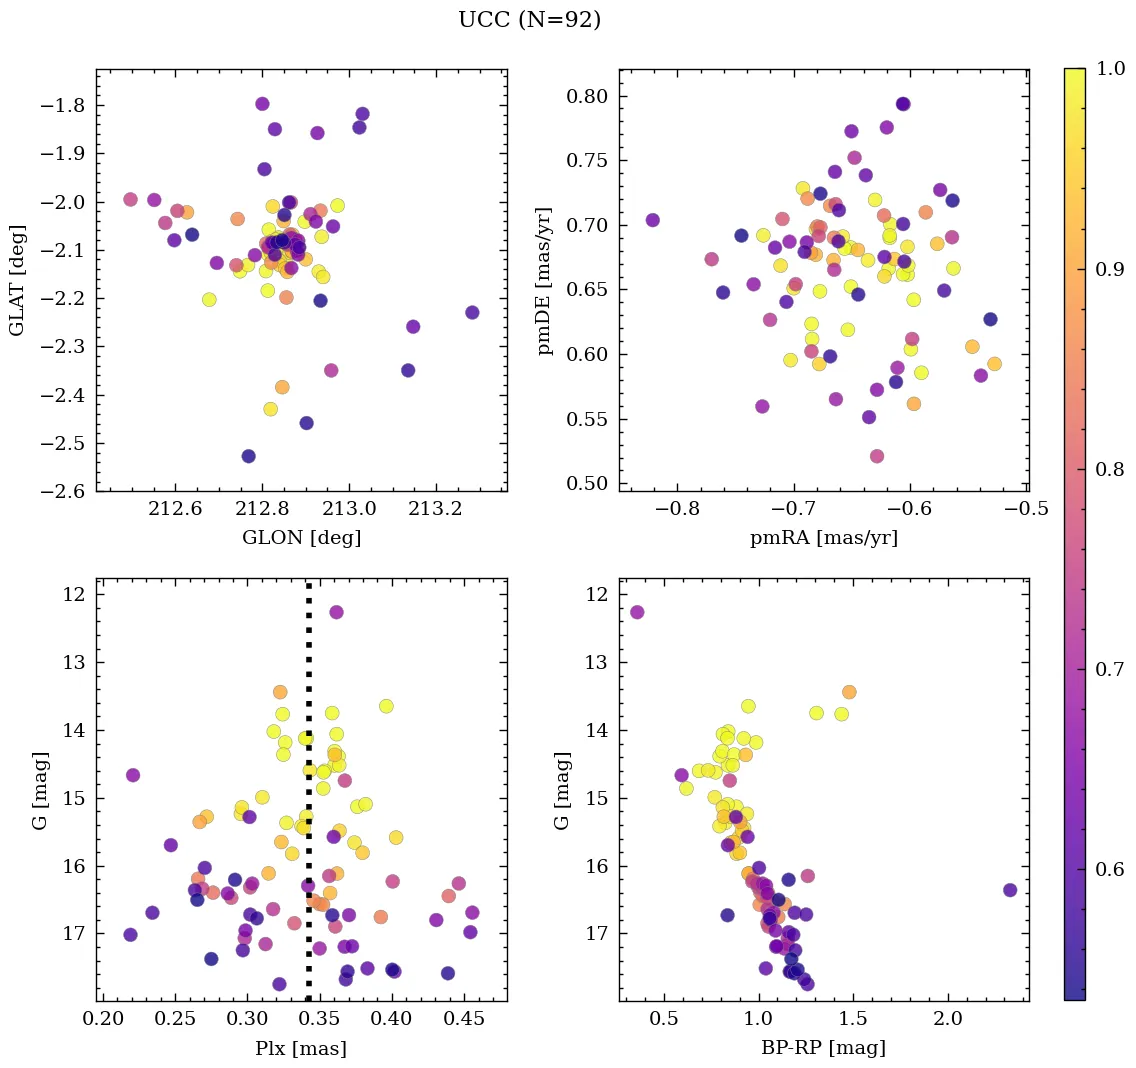 UCC (N=92)
−1.8
−1.9
−2.0
−2.1
−2.2
−2.3
−2.4
−2.5
−2.6
GLAT [deg]
212.6 212.8 213.0 213.2
GLON [deg]
0.80
0.75
0.70
0.65
0.60
0.55
0.50
pmDE [mas/yr]
−0.8 −0.7 −0.6 −0.5
pmRA [mas/yr]
12
13
14
15
16
17
G [mag]
0.20 0.25 0.30 0.35 0.40 0.45
Plx [mas]
12
13
14
15
16
17
G [mag]
0.5 1.0 1.5 2.0
BP-RP [mag]
1.0
0.9
0.8
0.7
0.6